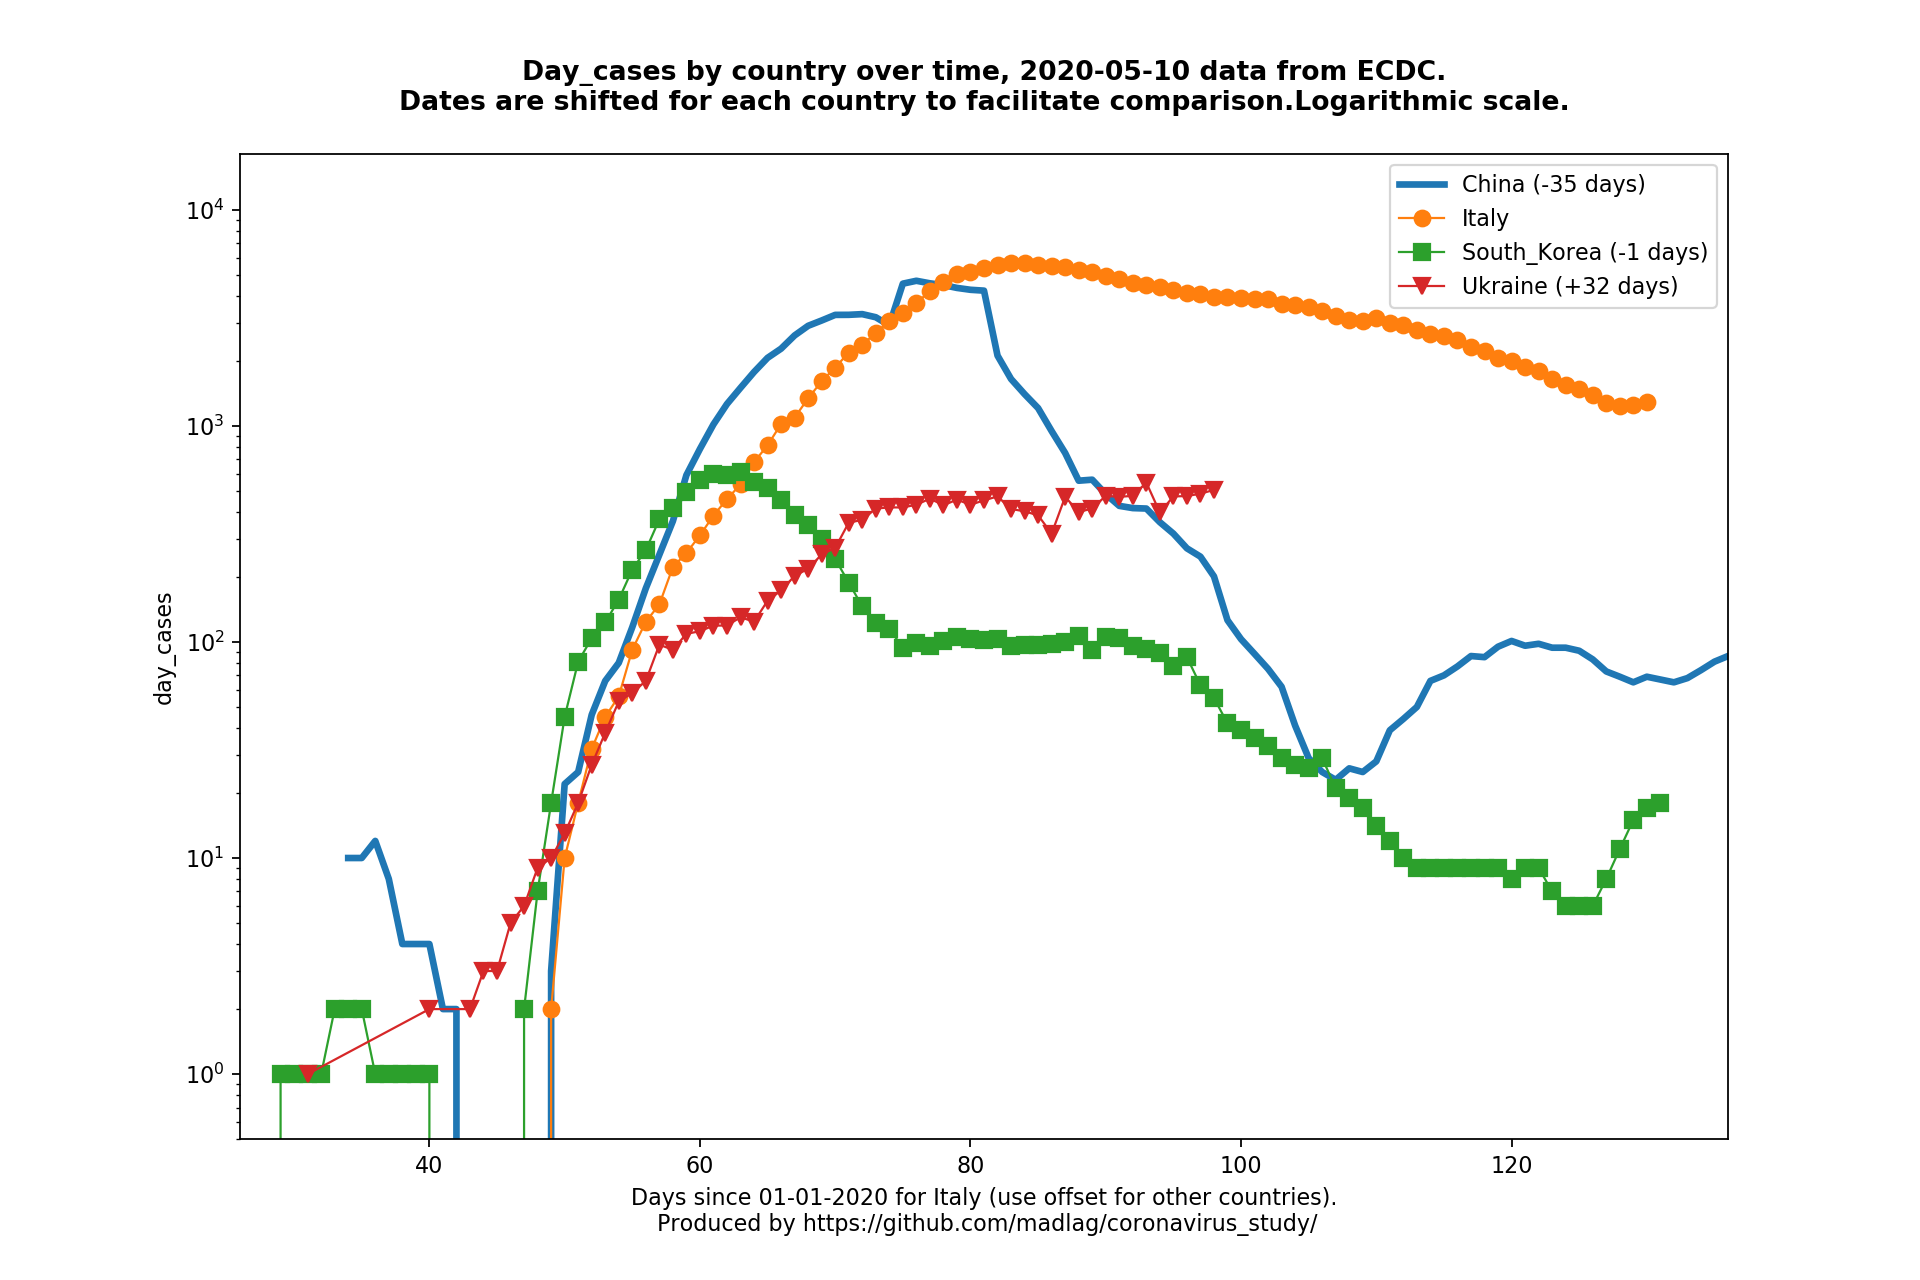 Day_cases by country over time, 2020-05-10 data from ECDC.
Dates are shifted for each country to facilitate comparison.Logarithmic scale.
China (-35 days)
Italy
South_Korea (-1 days)
Ukraine (+32 days)
10^4
10^3
10^2
10^1
10^0
day_cases
40 60 80 100 120
Days since 01-01-2020 for Italy (use offset for other countries).
Produced by https://github.com/madlag/coronavirus_study/